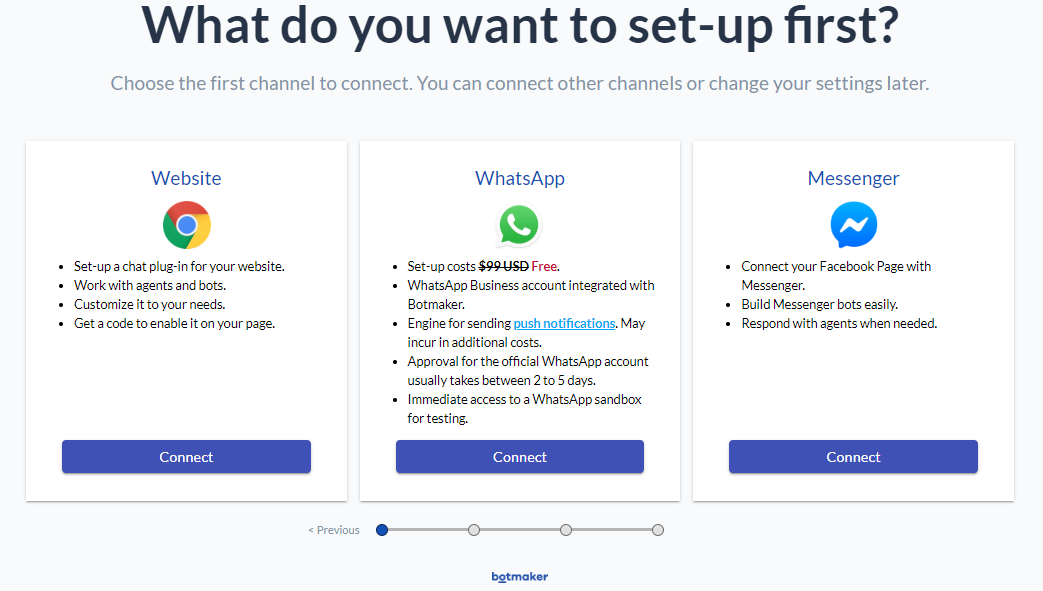 What do you want to set-up first?
Choose the first channel to connect. You can connect other channels or change your settings later.
Website
Set-up a chat plug-in for your website.
Work with agents and bots.
Customize it to your needs.
Get a code to enable it on your page.
Connect
WhatsApp
Set-up costs $99 USD Free.
WhatsApp Business account integrated with
Botmaker.
Engine for sending push notifications. May
incur in additional costs.
Approval for the official WhatsApp account
usually takes between 2 to 5 days.
Immediate access to a WhatsApp sandbox
for testing.
Connect
Messenger
Connect your Facebook Page with
Messenger.
Build Messenger bots easily.
Respond with agents when needed.
Connect
< Previous
botmaker